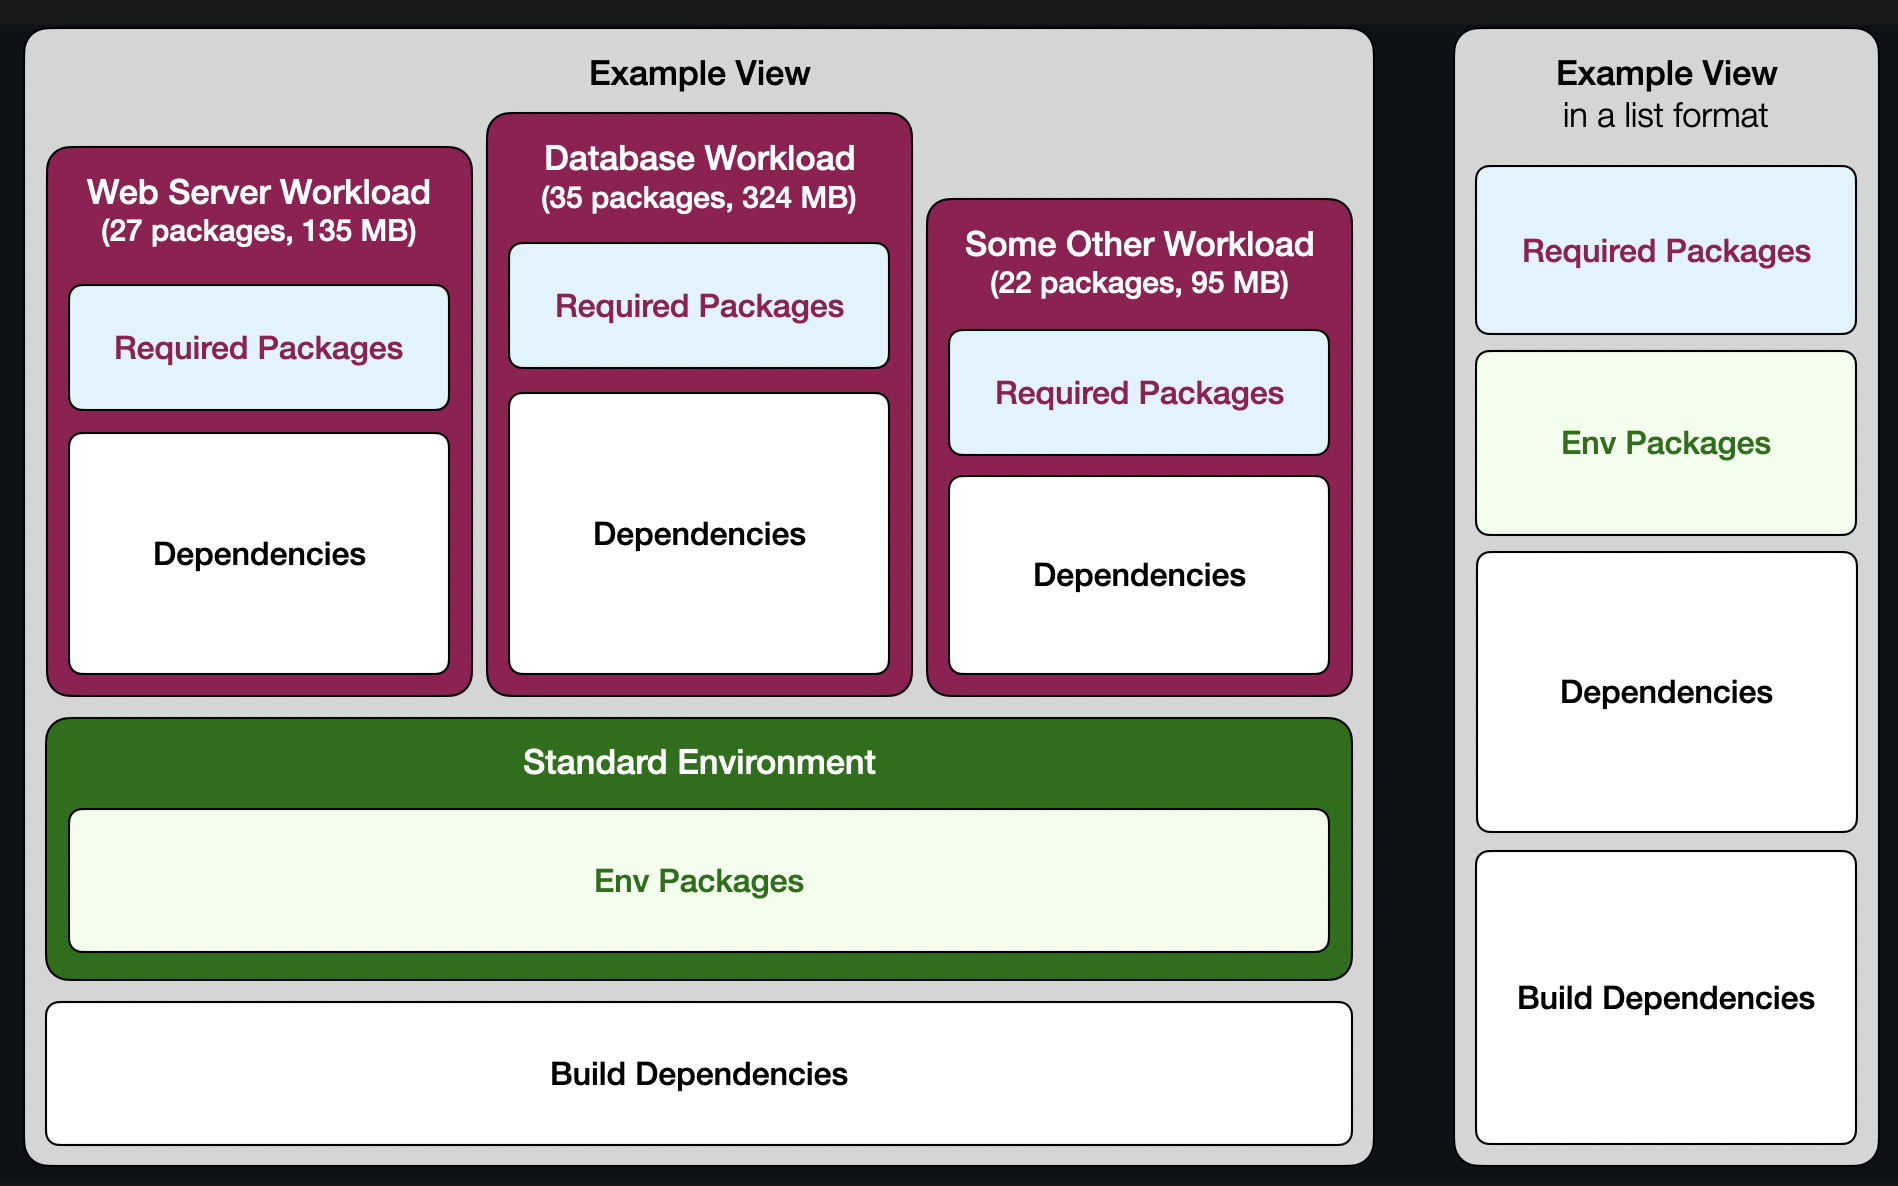 Example View
Web Server Workload
(27 packages, 135 MB)
Required Packages
Dependencies
Database Workload
(35 packages, 324 MB)
Required Packages
Dependencies
Some Other Workload
(22 packages, 95 MB)
Required Packages
Dependencies
Standard Environment
Env Packages
Build Dependencies
Example View
in a list format
Required Packages
Env Packages
Dependencies
Build Dependencies